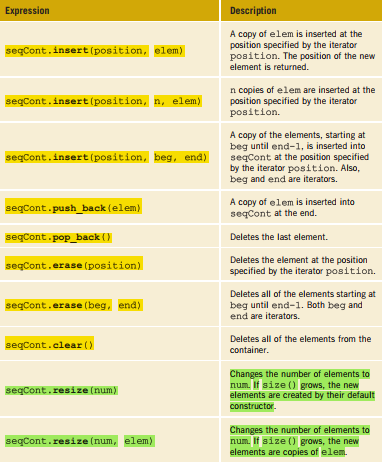 Expression Description
seqCont.insert(position, elem)
A copy of elem is inserted at the
position specified by the iterator
position. The position of the new
element is returned.
seqCont.insert(position, n, elem)
n copies of elem are inserted at the
position specified by the iterator
position.
seqCont.insert(position, beg, end)
A copy of the elements, starting at
beg until end-1, is inserted into
seqCont at the position specified
by the iterator position. Also,
beg and end are iterators.
seqCont.push_back(elem)
A copy of elem is inserted into
seqCont at the end.
seqCont.pop_back()
Deletes the last element.
seqCont.erase(position)
Deletes the element at the position
specified by the iterator position.
seqCont.erase(beg, end)
Deletes all of the elements starting at
beg until end-1. Both beg and
end are iterators.
seqCont.clear()
Deletes all of the elements from the
container.
seqCont.resize(num)
Changes the number of elements to
num. If size() grows, the new
elements are created by their default
constructor.
seqCont.resize(num, elem)
Changes the number of elements to
num. If size() grows, the new
elements are copies of elem.